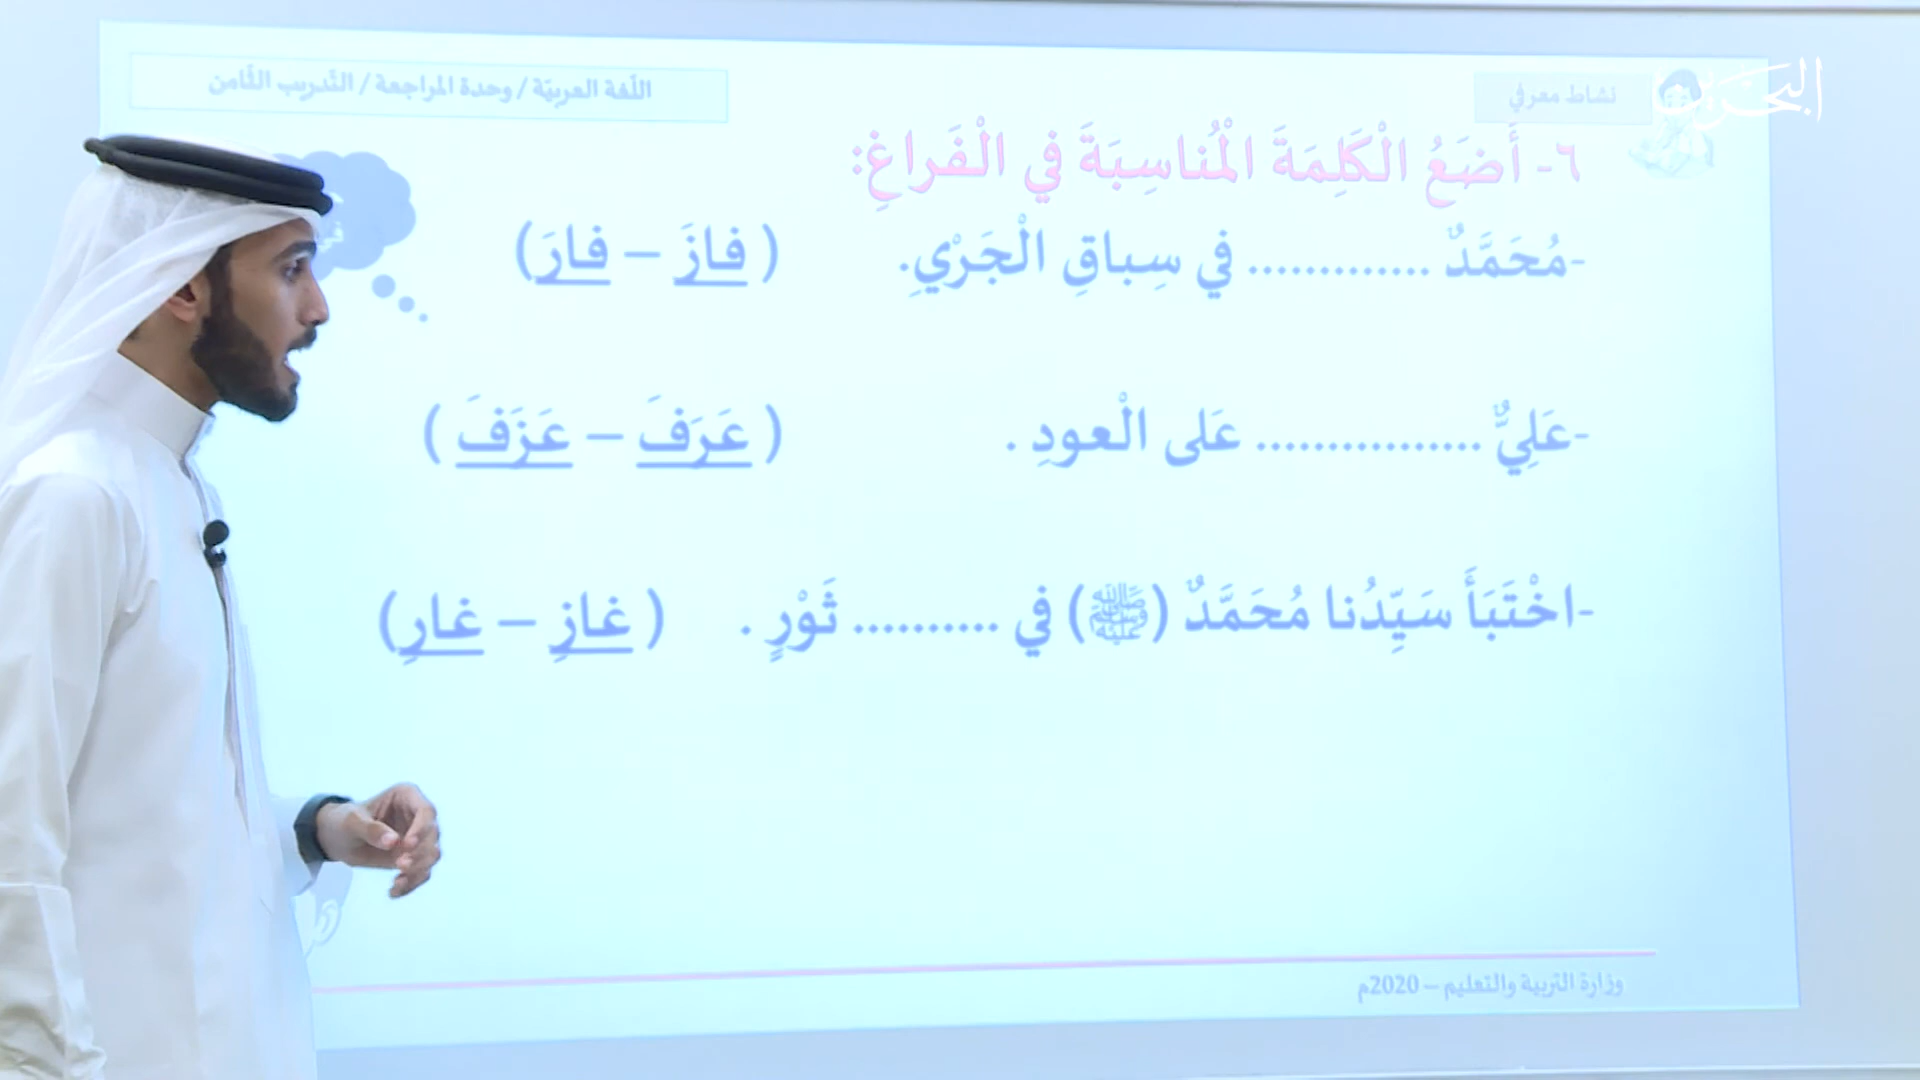 البحرين
نشاط معرفي
اللّغة العربيّة / وحدة المراجعة / التّدريب الثّامن
٦- أَضَعُ الْكَلِمَةَ الْمُناسِبَةَ في الْفَراغِ:
-مُحَمَّدٌ ............. في سِباقِ الْجَرْيِ. ( فازَ – فارَ)
-عَلِيٌّ ................ عَلى الْعودِ . ( عَرَفَ – عَزَفَ )
-اخْتَبَأَ سَيِّدُنا مُحَمَّدٌ (ﷺ) في .......... ثَوْرٍ . ( غازِ – غارِ)
وزارة التربية والتعليم – 2020م